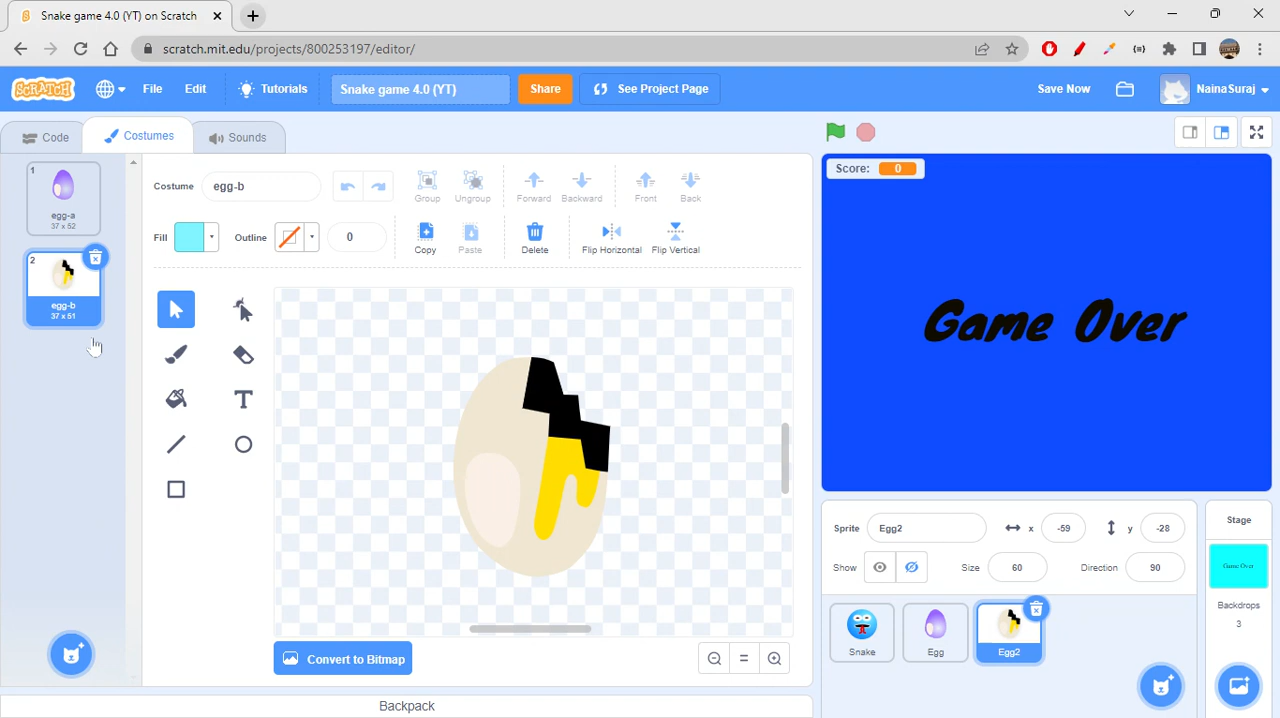 Snake game 4.0 (YT) on Scratch
scratch.mit.edu/projects/800253197/editor/
SCRATCH
File
Edit
Tutorials
Snake game 4.0 (YT)
Share
See Project Page
Save Now
NainaSuraj
Code
Costumes
Sounds
1
egg-a
37 x 52
2
egg-b
37 x 51
Costume
egg-b
Group
Ungroup
Forward
Backward
Front
Back
Fill
Outline
0
Copy
Paste
Delete
Flip Horizontal
Flip Vertical
T
Convert to Bitmap
Backpack
Score: 0
Game Over
Sprite
Egg2
x
-59
y
-28
Show
Size
60
Direction
90
Snake
Egg
Egg2
Stage
Game Over
Backdrops
3